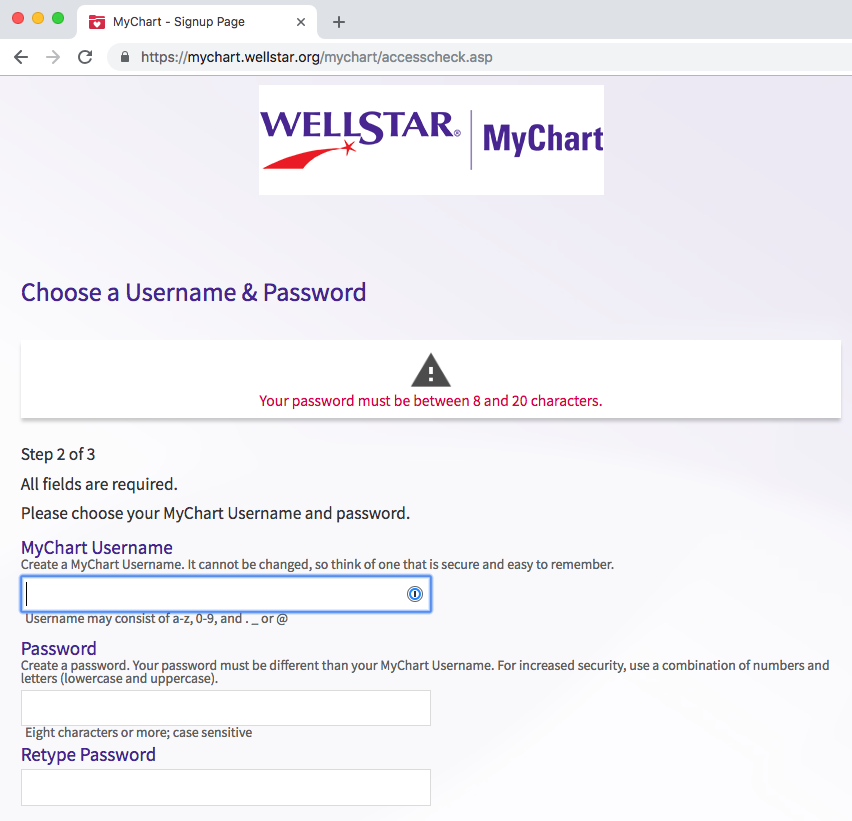 MyChart - Signup Page
https://mychart.wellstar.org/mychart/accesscheck.asp
WELLSTAR® MyChart
Choose a Username & Password
Your password must be between 8 and 20 characters.
Step 2 of 3
All fields are required.
Please choose your MyChart Username and password.
MyChart Username
Create a MyChart Username. It cannot be changed, so think of one that is secure and easy to remember.
Username may consist of a-z, 0-9, and . _ or @
Password
Create a password. Your password must be different than your MyChart Username. For increased security, use a combination of numbers and
letters (lowercase and uppercase).
Eight characters or more; case sensitive
Retype Password